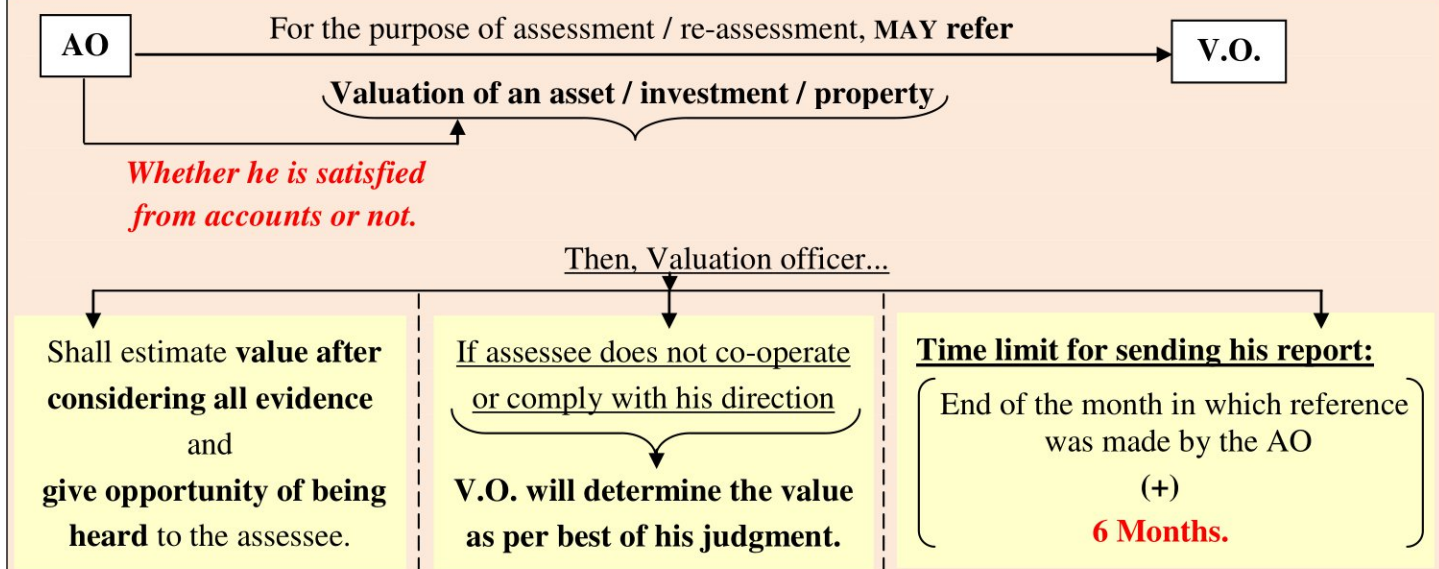 AO
For the purpose of assessment / re-assessment, MAY refer
V.O.
Valuation of an asset / investment / property
Whether he is satisfied
from accounts or not.
Then, Valuation officer...
Shall estimate value after
considering all evidence
and
give opportunity of being
heard to the assessee.
If assessee does not co-operate
or comply with his direction
V.O. will determine the value
as per best of his judgment.
Time limit for sending his report:
End of the month in which reference
was made by the AO
(+)
6 Months.